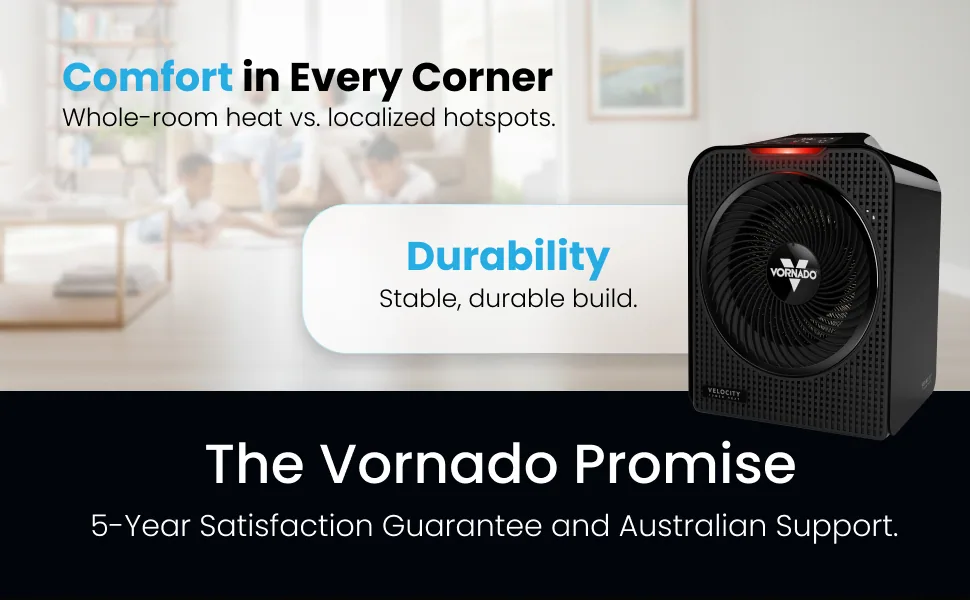 Comfort in Every Corner
Whole-room heat vs. localized hotspots.
Durability
Stable, durable build.
VORNADO
VELOCITY
The Vornado Promise
5-Year Satisfaction Guarantee and Australian Support.